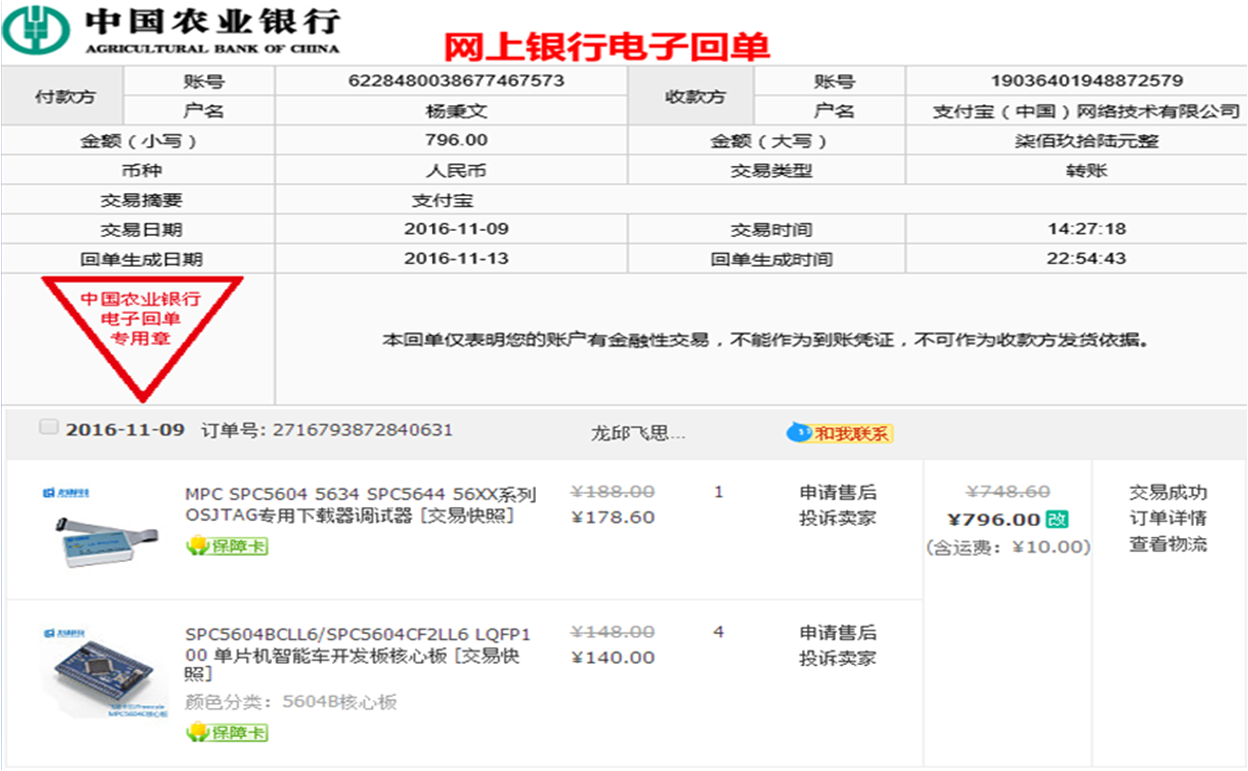 中国农业银行
AGRICULTURAL BANK OF CHINA
网上银行电子回单
付款方 账号 6228480038677467573 收款方 账号 19036401948872579
户名 杨秉文 户名 支付宝（中国）网络技术有限公司
金额（小写） 796.00 金额（大写） 柒佰玖拾陆元整
币种 人民币 交易类型 转账
交易摘要 支付宝
交易日期 2016-11-09 交易时间 14:27:18
回单生成日期 2016-11-13 回单生成时间 22:54:43
中国农业银行
电子回单
专用章
本回单仅表明您的账户有金融性交易，不能作为到账凭证，不可作为收款方发货依据。
2016-11-09 订单号: 2716793872840631 龙邱飞思... 和我联系
MPC SPC5604 5634 SPC5644 56XX系列 ¥188.00 1 申请售后 ¥748.60 交易成功
OSJTAG专用下载器调试器 [交易快照] ¥178.60 投诉卖家 ¥796.00 改 订单详情
保障卡 (含运费: ¥10.00) 查看物流
SPC5604BCLL6/SPC5604CF2LL6 LQFP1 ¥148.00 4 申请售后
00 单片机智能车开发板核心板 [交易快 ¥140.00 投诉卖家
照]
颜色分类: 5604B核心板
MPC5604C核心板
保障卡